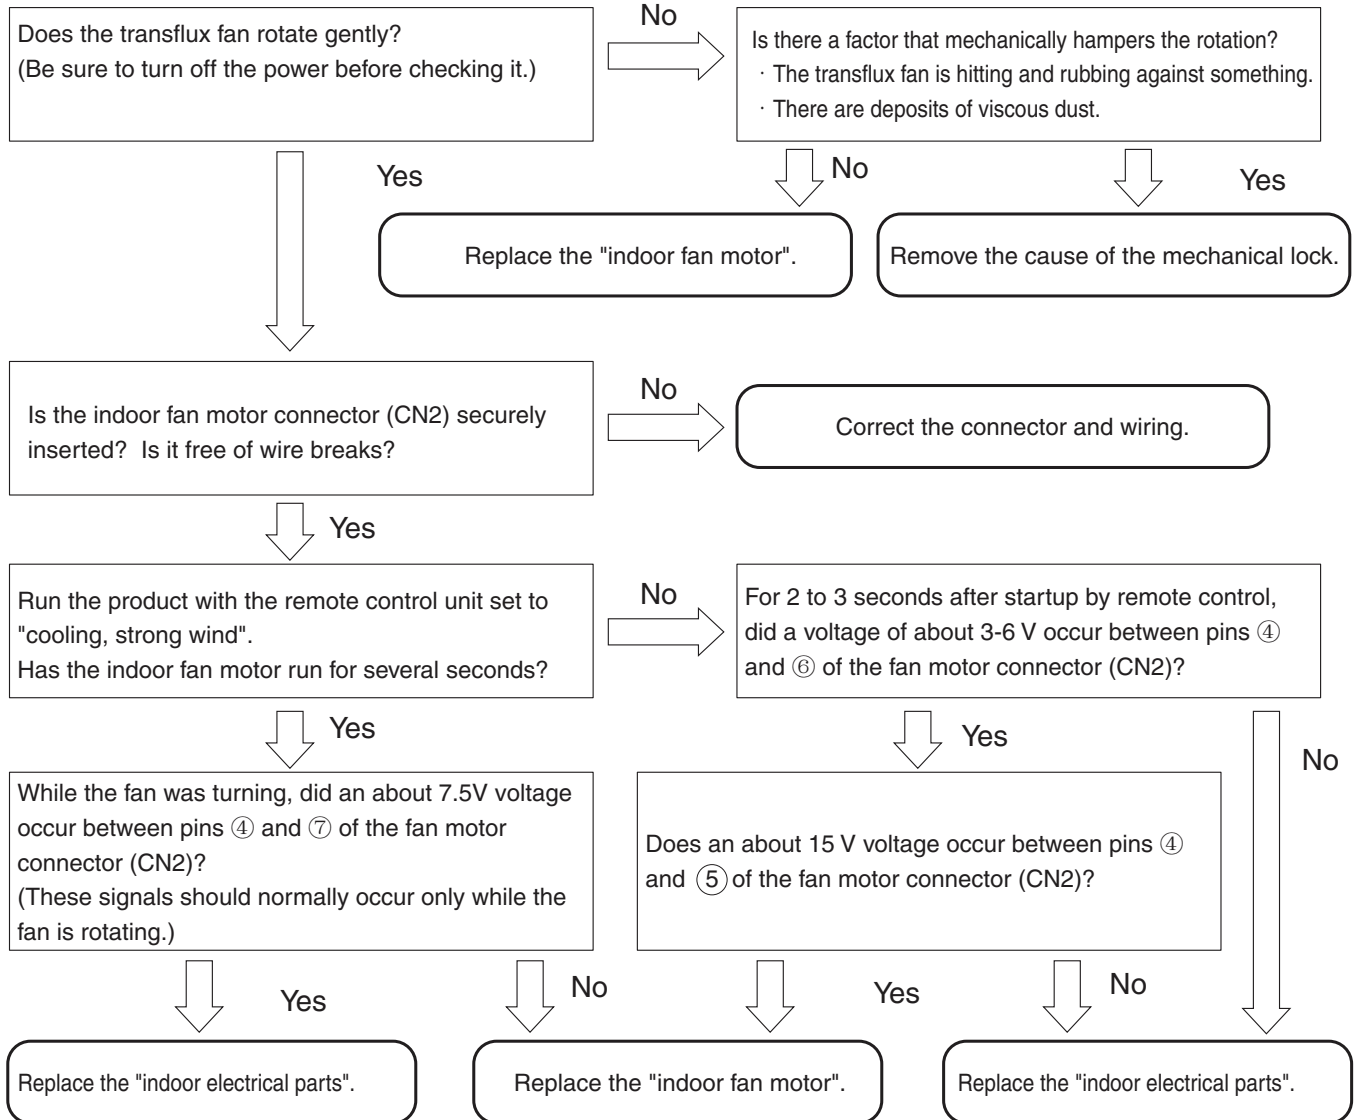 Does the transflux fan rotate gently?
(Be sure to turn off the power before checking it.)
No
Is there a factor that mechanically hampers the rotation?
· The transflux fan is hitting and rubbing against something.
· There are deposits of viscous dust.
Yes
No
Yes
Replace the "indoor fan motor".
Remove the cause of the mechanical lock.
Is the indoor fan motor connector (CN2) securely
inserted?  Is it free of wire breaks?
No
Correct the connector and wiring.
Yes
Run the product with the remote control unit set to
"cooling, strong wind".
Has the indoor fan motor run for several seconds?
No
For 2 to 3 seconds after startup by remote control,
did a voltage of about 3-6 V occur between pins ④
and ⑥ of the fan motor connector (CN2)?
Yes
Yes
No
While the fan was turning, did an about 7.5V voltage
occur between pins ④ and ⑦ of the fan motor
connector (CN2)?
(These signals should normally occur only while the
fan is rotating.)
Does an about 15 V voltage occur between pins ④
and ⑤ of the fan motor connector (CN2)?
Yes
No
Yes
No
Replace the "indoor electrical parts".
Replace the "indoor fan motor".
Replace the "indoor electrical parts".